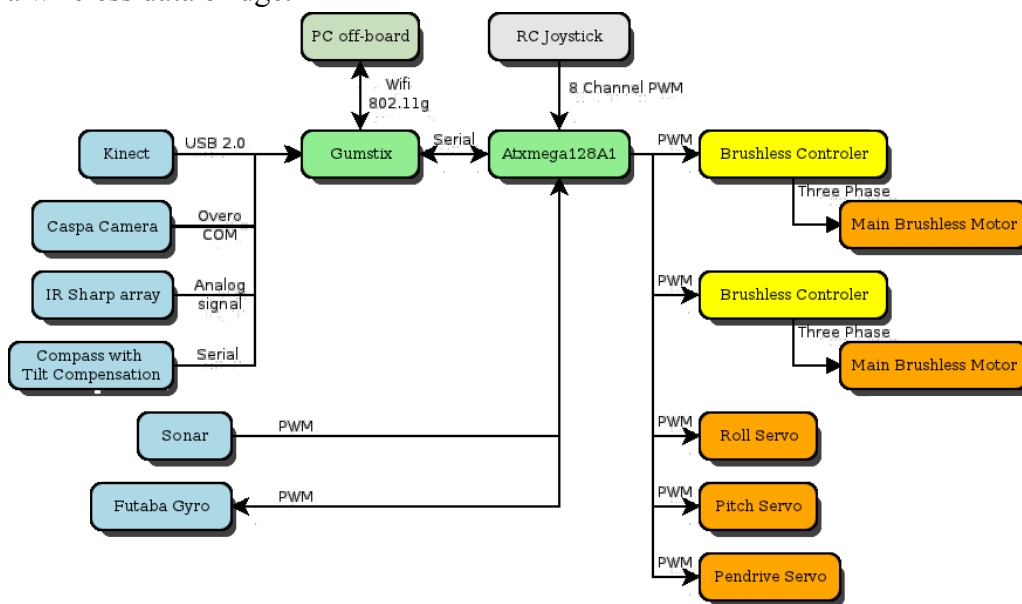 a wireless data bridge.
PC off-board
RC Joystick
Wifi
802.11g
8 Channel PWM
Kinect
USB 2.0
Gumstix
Serial
Atxmega128A1
PWM
Brushless Controler
Three Phase
Main Brushless Motor
Caspa Camera
Overo
COM
IR Sharp array
Analog
signal
PWM
Brushless Controler
Three Phase
Main Brushless Motor
Compass with
Tilt Compensation
Serial
Sonar
PWM
PWM
Roll Servo
Futaba Gyro
PWM
PWM
Pitch Servo
PWM
Pendrive Servo